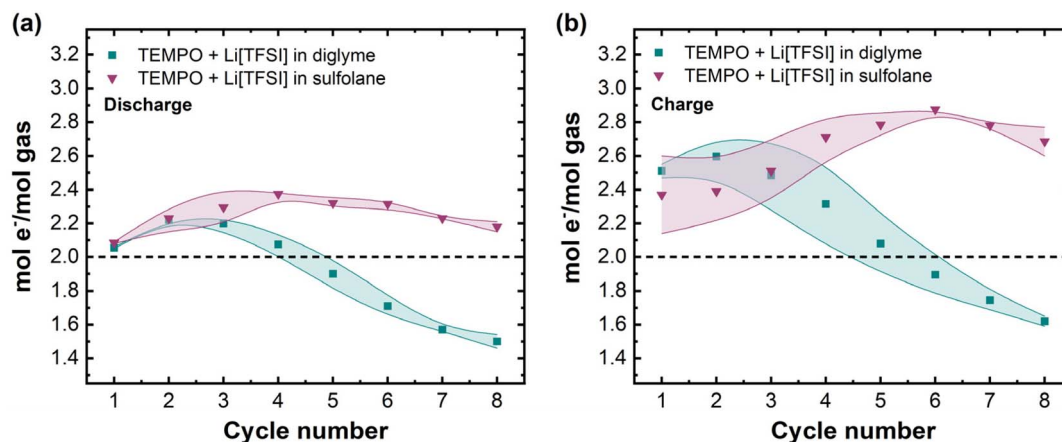 (a)
TEMPO + Li[TFSI] in diglyme
TEMPO + Li[TFSI] in sulfolane
Discharge
mol e⁻/mol gas
3.2
3.0
2.8
2.6
2.4
2.2
2.0
1.8
1.6
1.4
1 2 3 4 5 6 7 8
Cycle number
(b)
TEMPO + Li[TFSI] in diglyme
TEMPO + Li[TFSI] in sulfolane
Charge
mol e⁻/mol gas
3.2
3.0
2.8
2.6
2.4
2.2
2.0
1.8
1.6
1.4
1 2 3 4 5 6 7 8
Cycle number